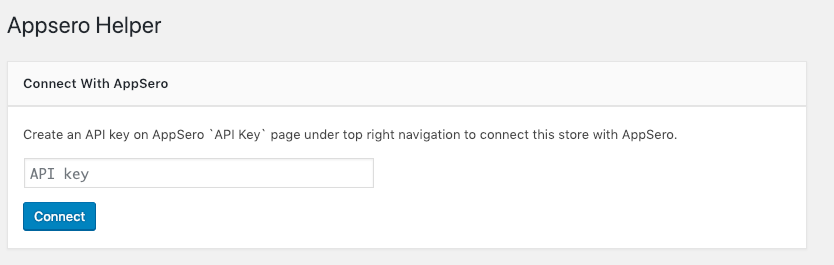 Appsero Helper
Connect With AppSero
Create an API key on AppSero `API Key` page under top right navigation to connect this store with AppSero.
API key
Connect